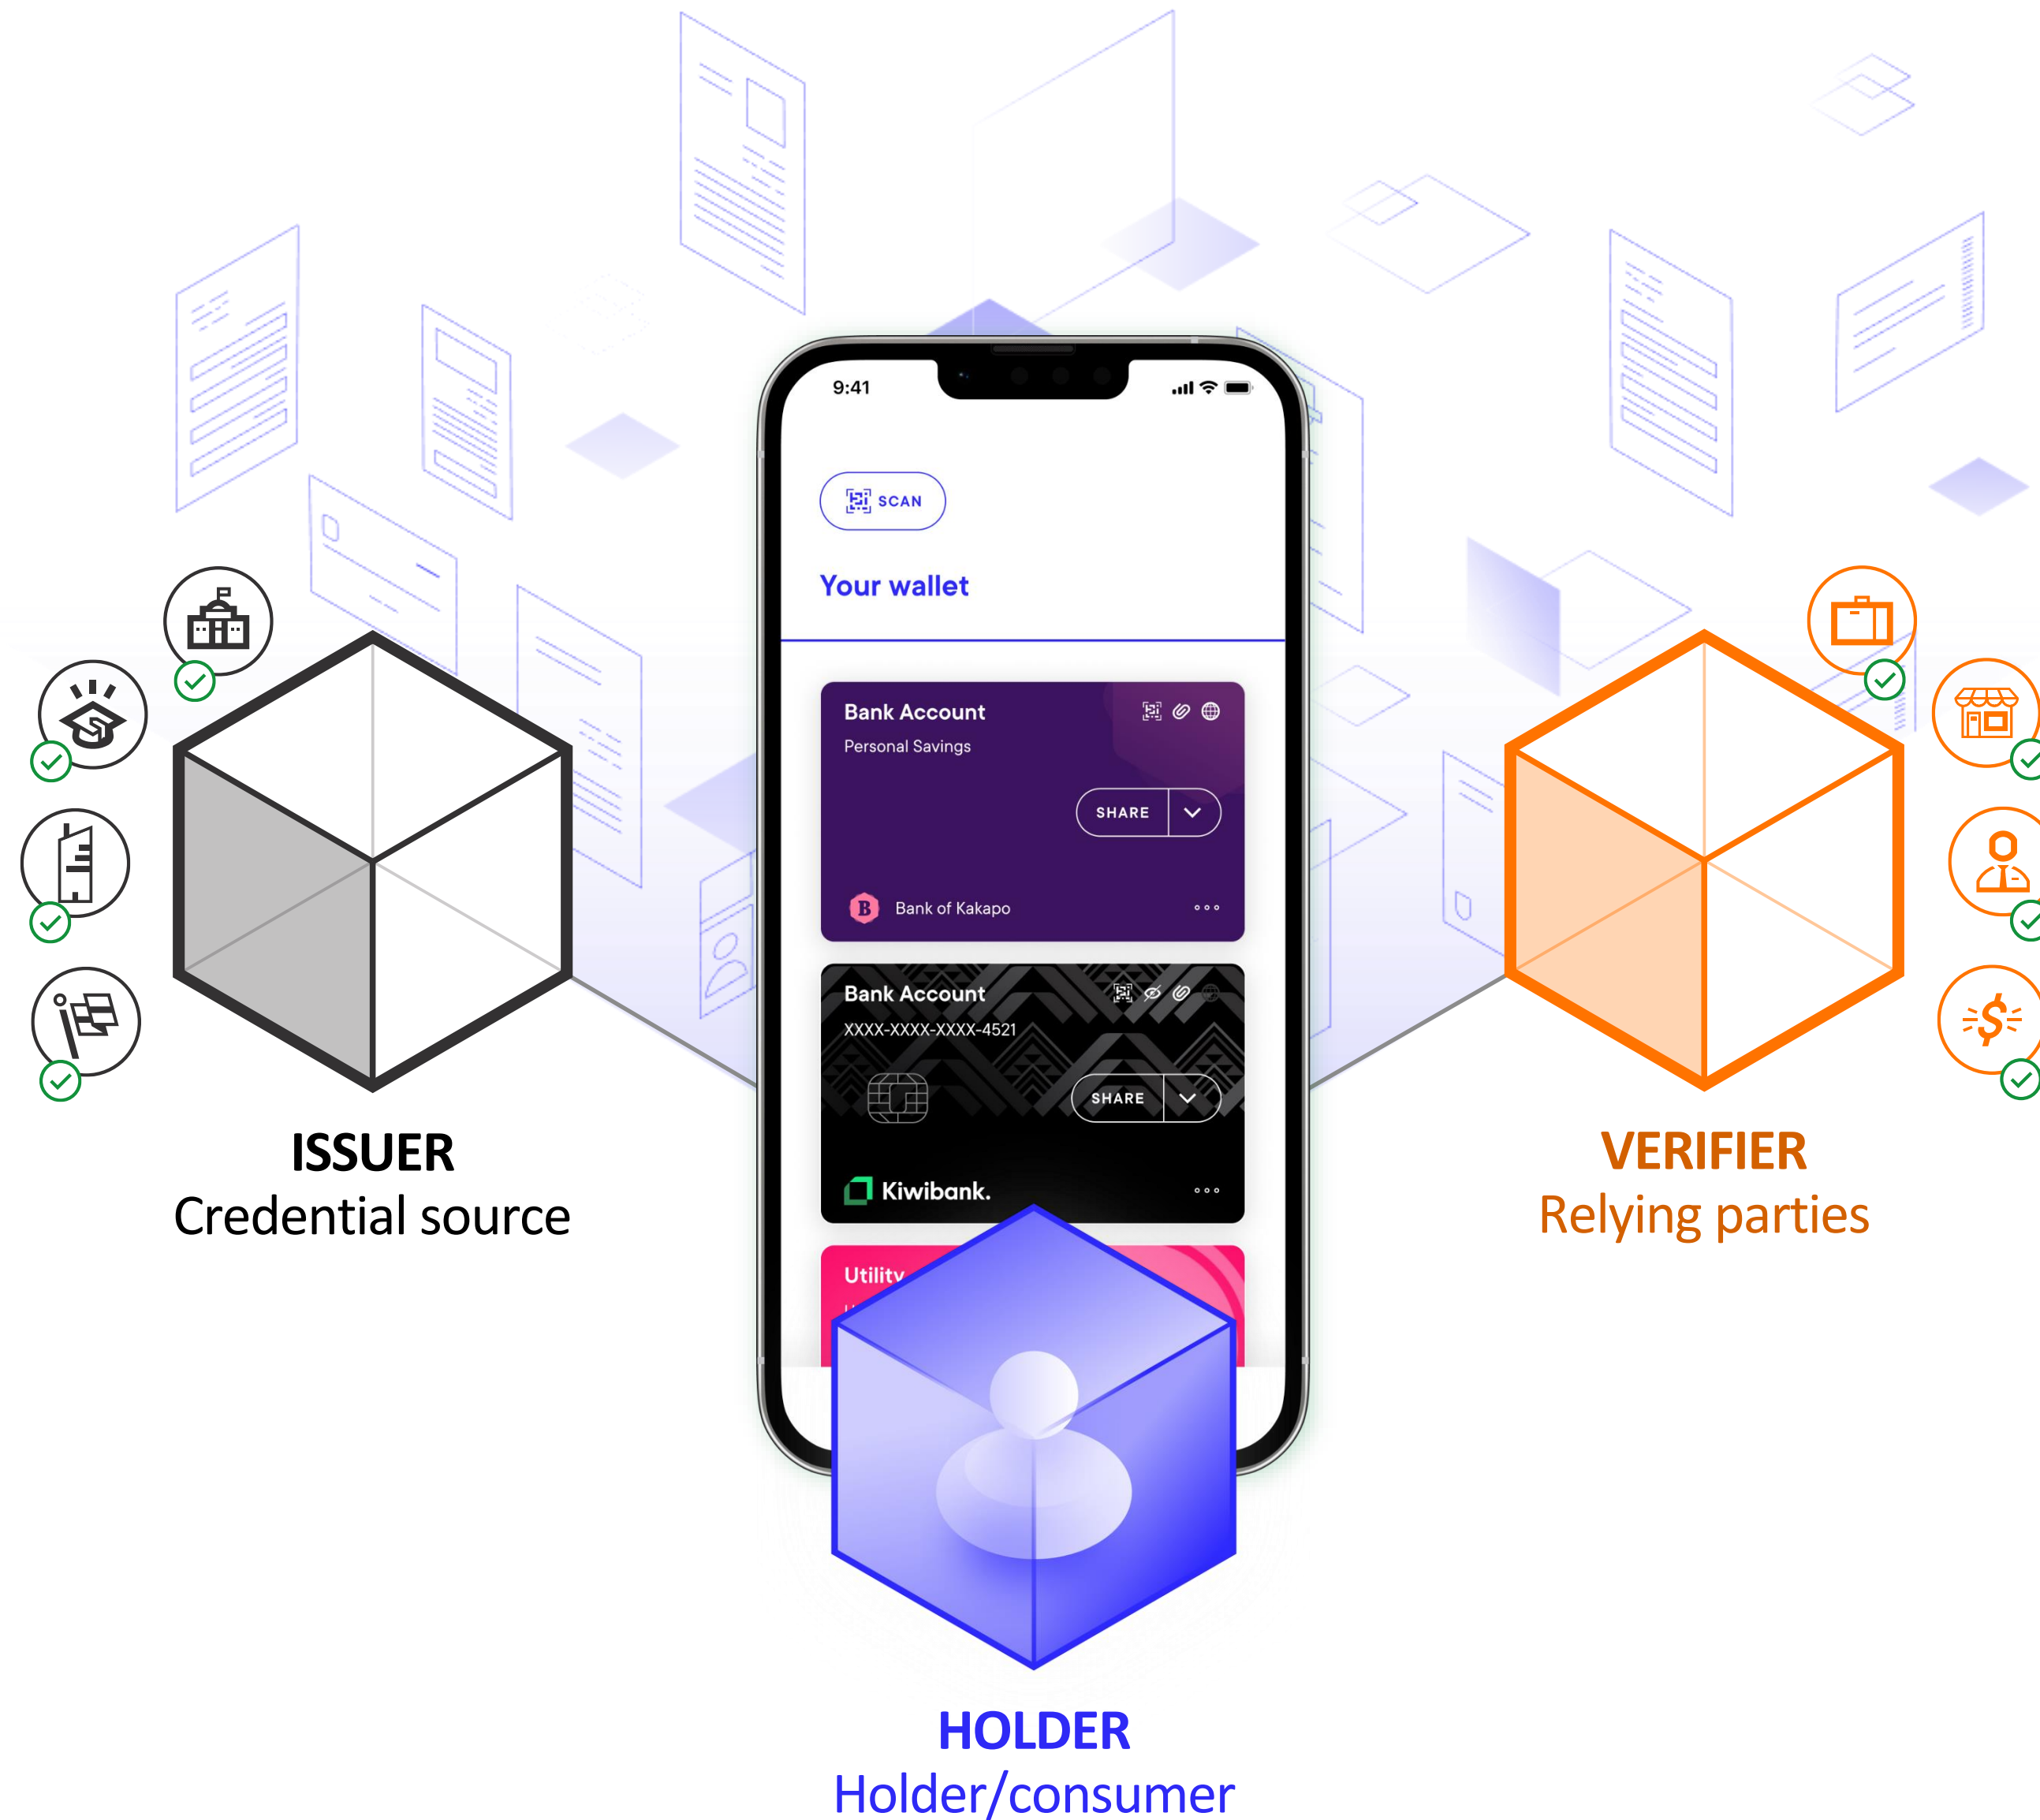 9:41
SCAN
Your wallet
Bank Account
Personal Savings
SHARE
B
Bank of Kakapo
Bank Account
XXXX-XXXX-XXXX-4521
SHARE
Kiwibank.
Utility
ISSUER
Credential source
VERIFIER
Relying parties
HOLDER
Holder/consumer